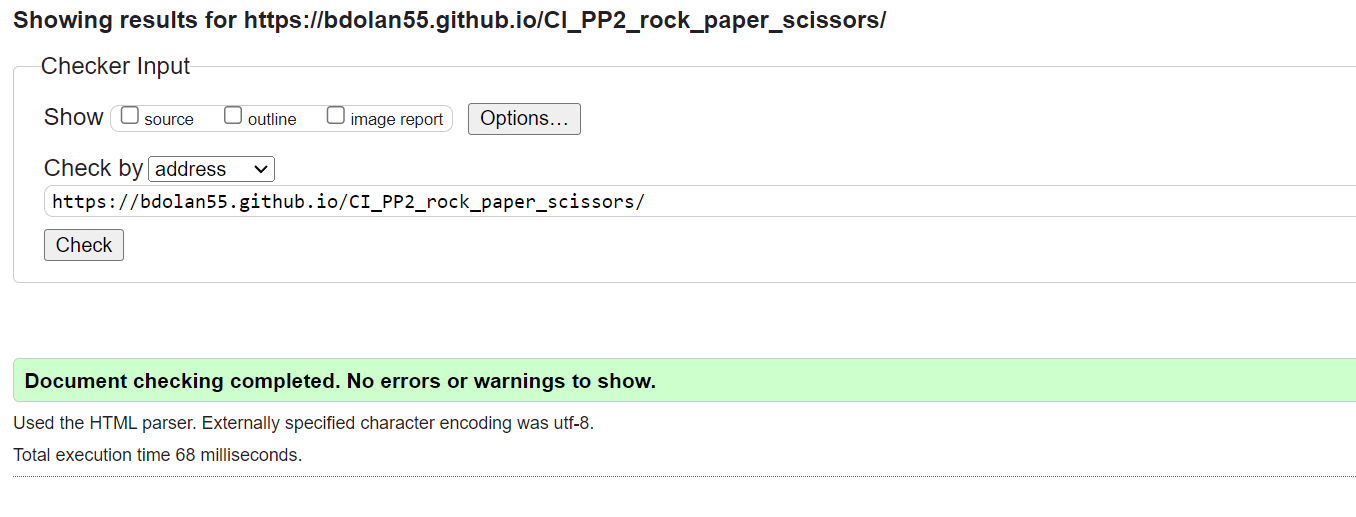 Showing results for https://bdolan55.github.io/CI_PP2_rock_paper_scissors/
Checker Input
Show source outline image report Options...
Check by address
https://bdolan55.github.io/CI_PP2_rock_paper_scissors/
Check
Document checking completed. No errors or warnings to show.
Used the HTML parser. Externally specified character encoding was utf-8.
Total execution time 68 milliseconds.